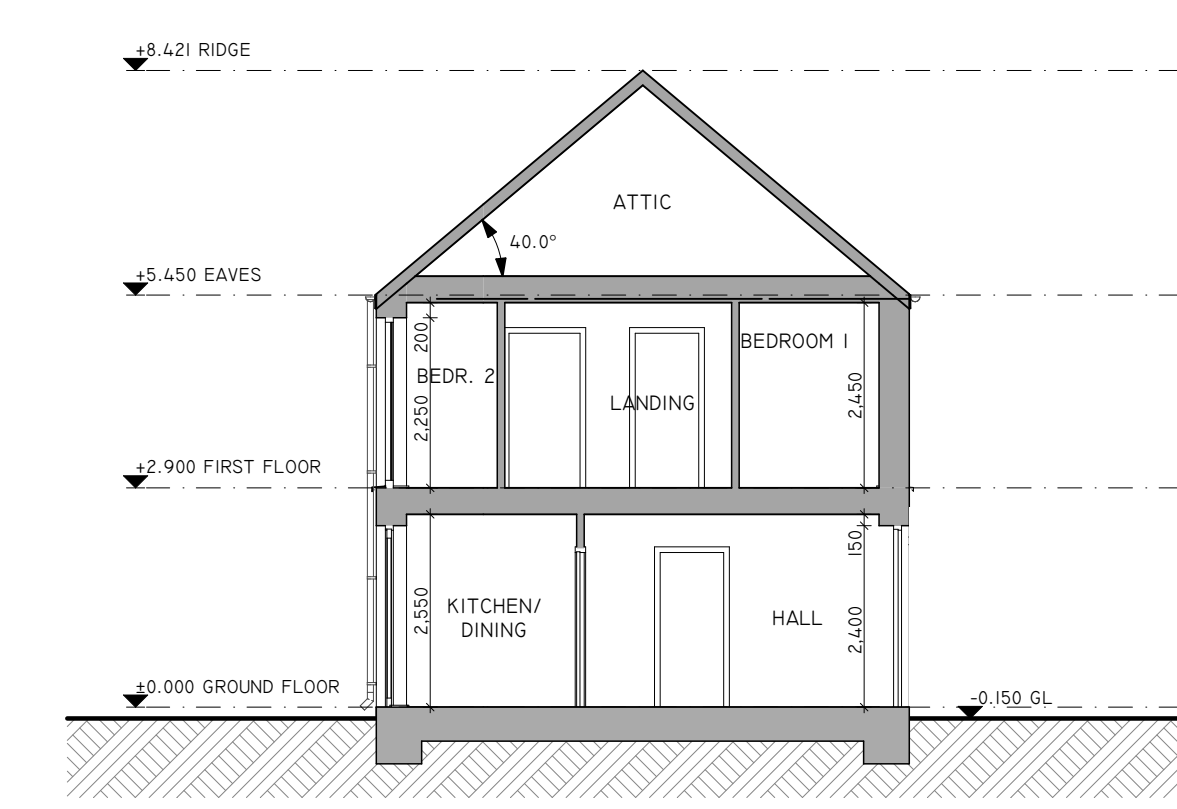 +8.421 RIDGE
ATTIC
40.0°
+5.450 EAVES
200
BEDROOM 1
BEDR. 2
2,450
LANDING
2,250
+2.900 FIRST FLOOR
150
KITCHEN/
DINING
2,550
HALL
2,400
±0.000 GROUND FLOOR
-0.150 GL